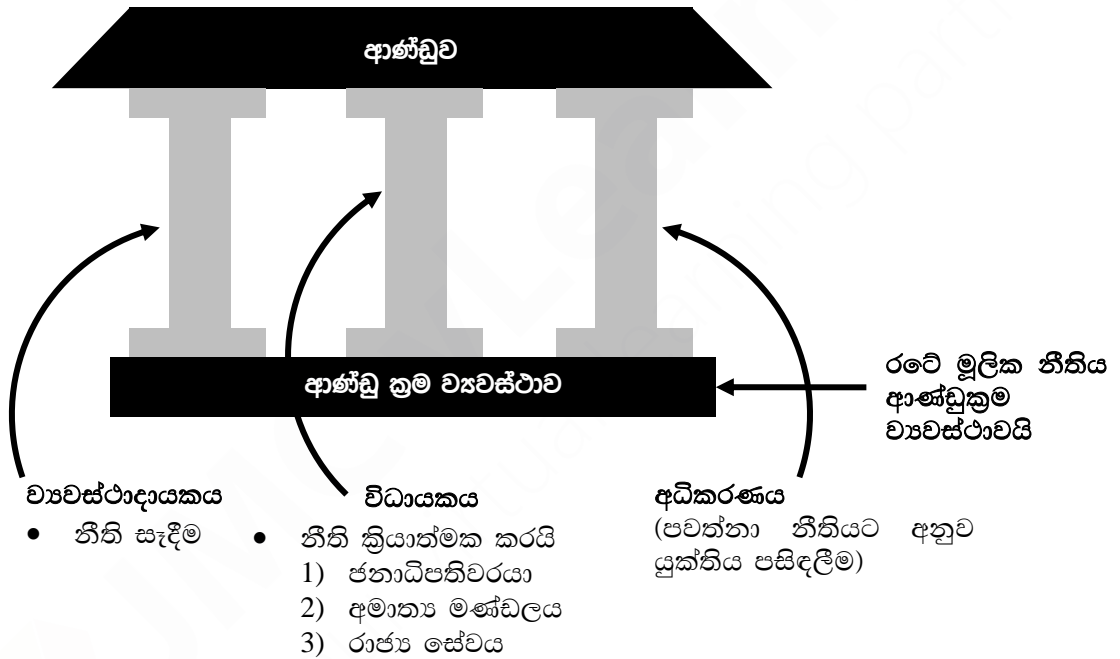 ආණ්ඩුව
ආණ්ඩු ක්‍රම ව්‍යවස්ථාව
රටේ මූලික නීතිය
ආණ්ඩුක්‍රම
ව්‍යවස්ථාවයි
ව්‍යවස්ථාදායකය
• නීති සෑදීම
විධායකය
• නීති ක්‍රියාත්මක කරයි
1) ජනාධිපතිවරයා
2) අමාත්‍ය මණ්ඩලය
3) රාජ්‍ය සේවය
අධිකරණය
(පවත්නා නීතියට අනුව
යුක්තිය පසිඳලීම)